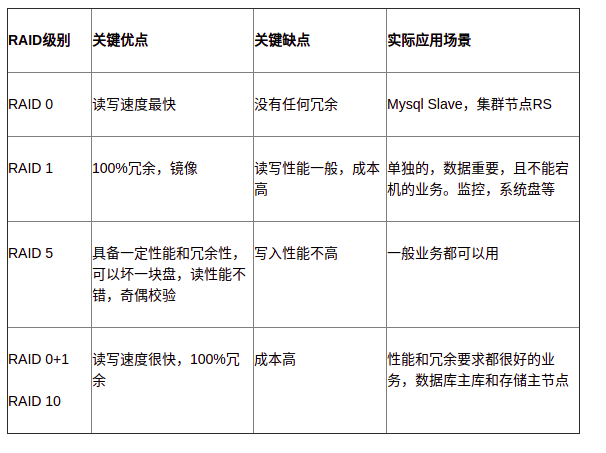 RAID级别 关键优点 关键缺点 实际应用场景
RAID 0 读写速度最快 没有任何冗余 Mysql Slave，集群节点RS
RAID 1 100%冗余，镜像 读写性能一般，成本 单独的，数据重要，且不能宕
高 机的业务。监控，系统盘等
RAID 5 具备一定性能和冗余性， 写入性能不高 一般业务都可以用
可以坏一块盘，读性能不
错，奇偶校验
RAID 0+1 读写速度很快，100%冗 成本高 性能和冗余要求都很好的业
余 务，数据库主库和存储主节点
RAID 10